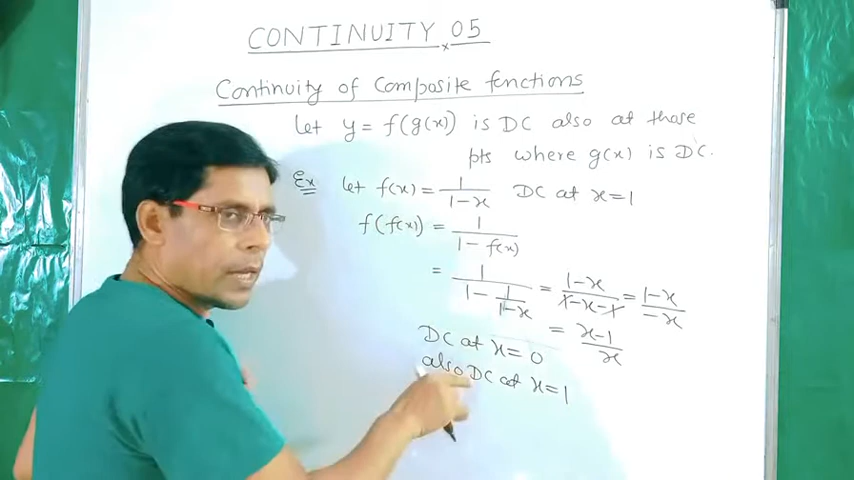 CONTINUITY 05
Continuity of Composite functions
let y = f(g(x)) is DC also at those
pts where g(x) is DC.
Ex let f(x) = 1/(1-x) DC at x=1
f(f(x)) = 1/(1-f(x))
= 1/(1 - 1/(1-x)) = (1-x)/(1-x-1) = (1-x)/(-x)
= (x-1)/x
DC at x = 0
also DC at x=1